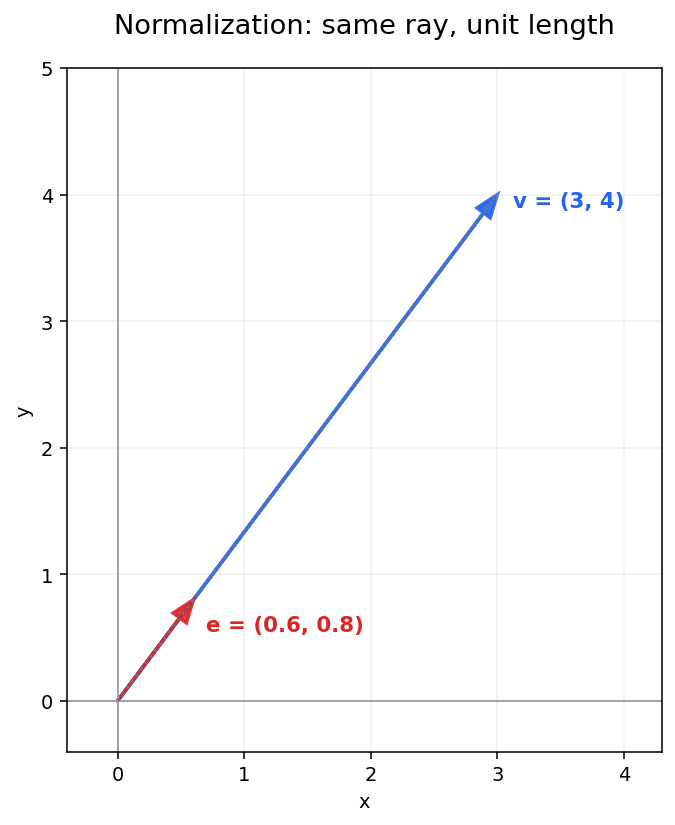 Normalization: same ray, unit length
5
4
3
2
1
0
y
v = (3, 4)
e = (0.6, 0.8)
0 1 2 3 4
x